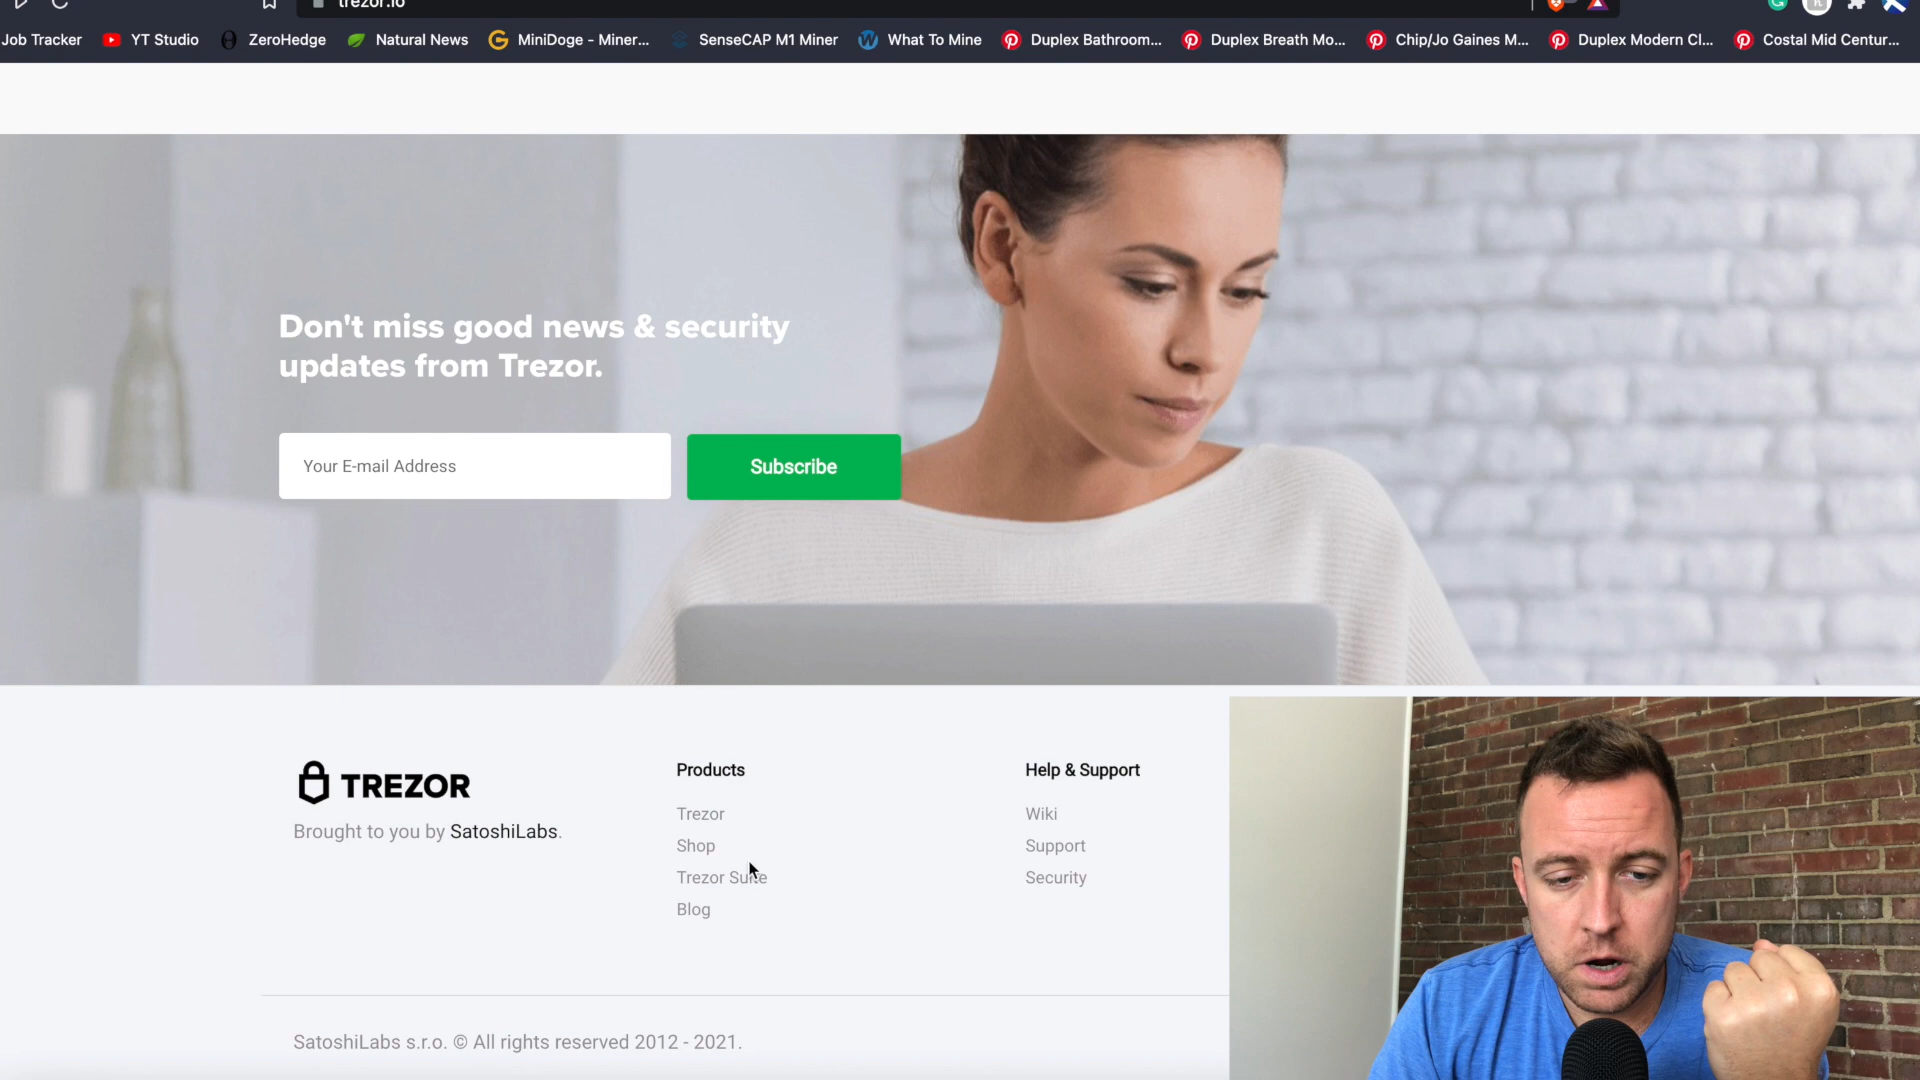 trezor.io
Job Tracker YT Studio ZeroHedge Natural News MiniDoge - Miner... SenseCAP M1 Miner What To Mine Duplex Bathroom... Duplex Breath Mo... Chip/Jo Gaines M... Duplex Modern Cl... Costal Mid Centur...
Don't miss good news & security
updates from Trezor.
Your E-mail Address Subscribe
TREZOR
Brought to you by SatoshiLabs.
Products
Trezor
Shop
Trezor Suite
Blog
Help & Support
Wiki
Support
Security
SatoshiLabs s.r.o. © All rights reserved 2012 - 2021.